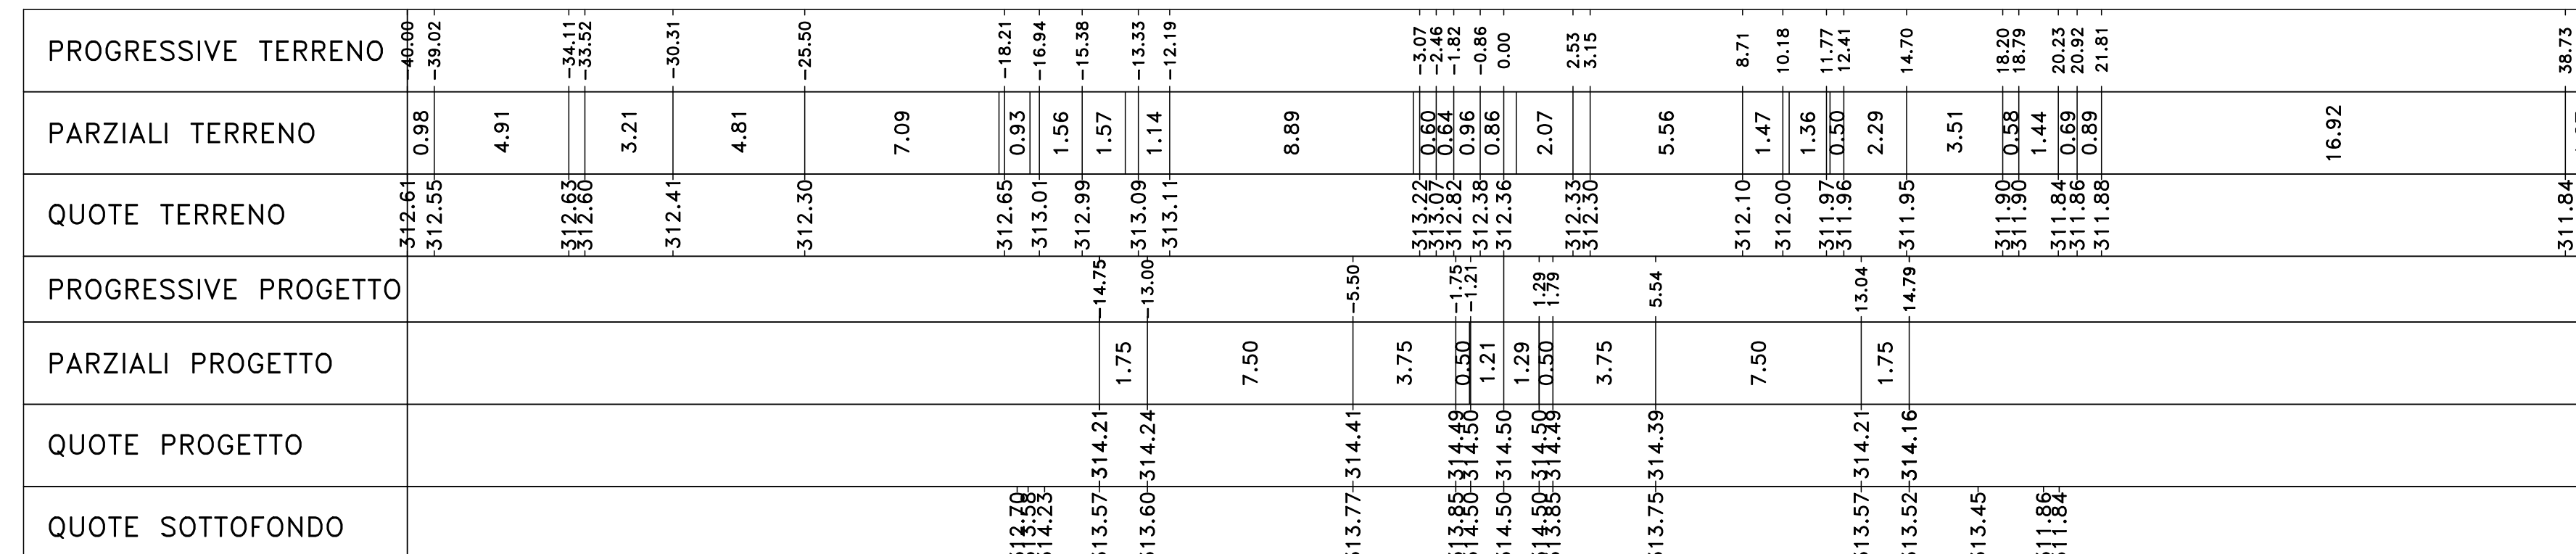 PROGRESSIVE TERRENO -40.00 -39.02 -34.11 -33.52 -30.31 -25.50 -18.21 -16.94 -15.38 -13.33 -12.19 -3.07 -2.46 -1.82 -0.86 0.00 2.53 3.15 8.71 10.18 11.77 12.41 14.70 18.20 18.79 20.23 20.92 21.81 38.73
PARZIALI TERRENO 0.98 4.91 3.21 4.81 7.09 0.93 1.56 1.57 1.14 8.89 0.60 0.64 0.96 0.86 2.07 5.56 1.47 1.36 0.50 2.29 3.51 0.58 1.44 0.69 0.89 16.92
QUOTE TERRENO 312.61 312.55 312.63 312.60 312.41 312.30 312.65 313.01 312.99 313.09 313.11 313.22 313.07 312.82 312.38 312.36 312.33 312.30 312.10 312.00 311.97 311.96 311.95 311.90 311.90 311.84 311.86 311.88 311.84
PROGRESSIVE PROGETTO -14.75 -13.00 -5.50 -1.75 -1.21 1.29 1.79 5.54 13.04 14.79
PARZIALI PROGETTO 1.75 7.50 3.75 0.50 1.21 1.29 0.50 3.75 7.50 1.75
QUOTE PROGETTO 314.21 314.24 314.41 314.49 314.50 314.50 314.50 314.49 314.39 314.21 314.16
QUOTE SOTTOFONDO 312.70 313.58 314.23 313.57 313.60 313.77 313.85 314.50 314.50 314.50 313.85 313.75 313.57 313.52 313.45 311.86 311.84